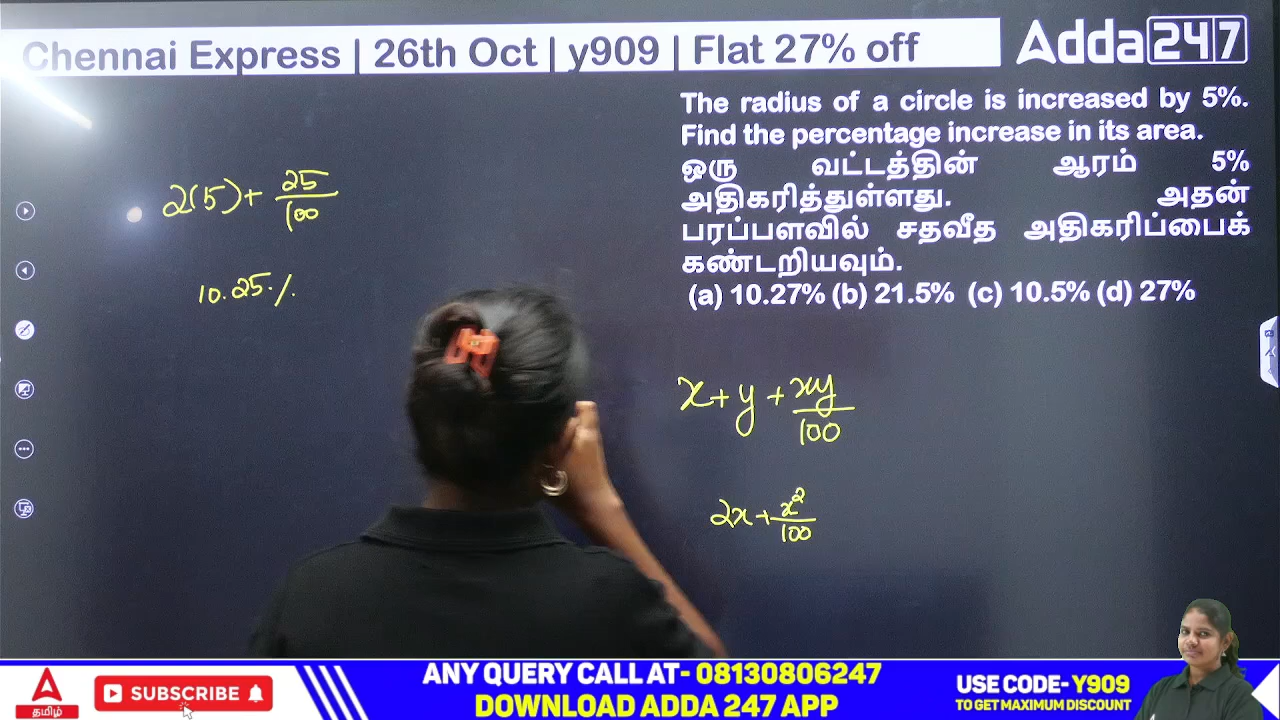 Chennai Express | 26th Oct | y909 | Flat 27% off
Adda 247
The radius of a circle is increased by 5%.
Find the percentage increase in its area.
ஒரு வட்டத்தின் ஆரம் 5%
அதிகரித்துள்ளது. அதன்
பரப்பளவில் சதவீத அதிகரிப்பைக்
கண்டறியவும்.
(a) 10.27% (b) 21.5% (c) 10.5% (d) 27%
2(5) + 25/100
10.25%
x + y + xy/100
2x + x²/100
தமிழ்
SUBSCRIBE
ANY QUERY CALL AT- 08130806247
DOWNLOAD ADDA 247 APP
USE CODE- Y909
TO GET MAXIMUM DISCOUNT